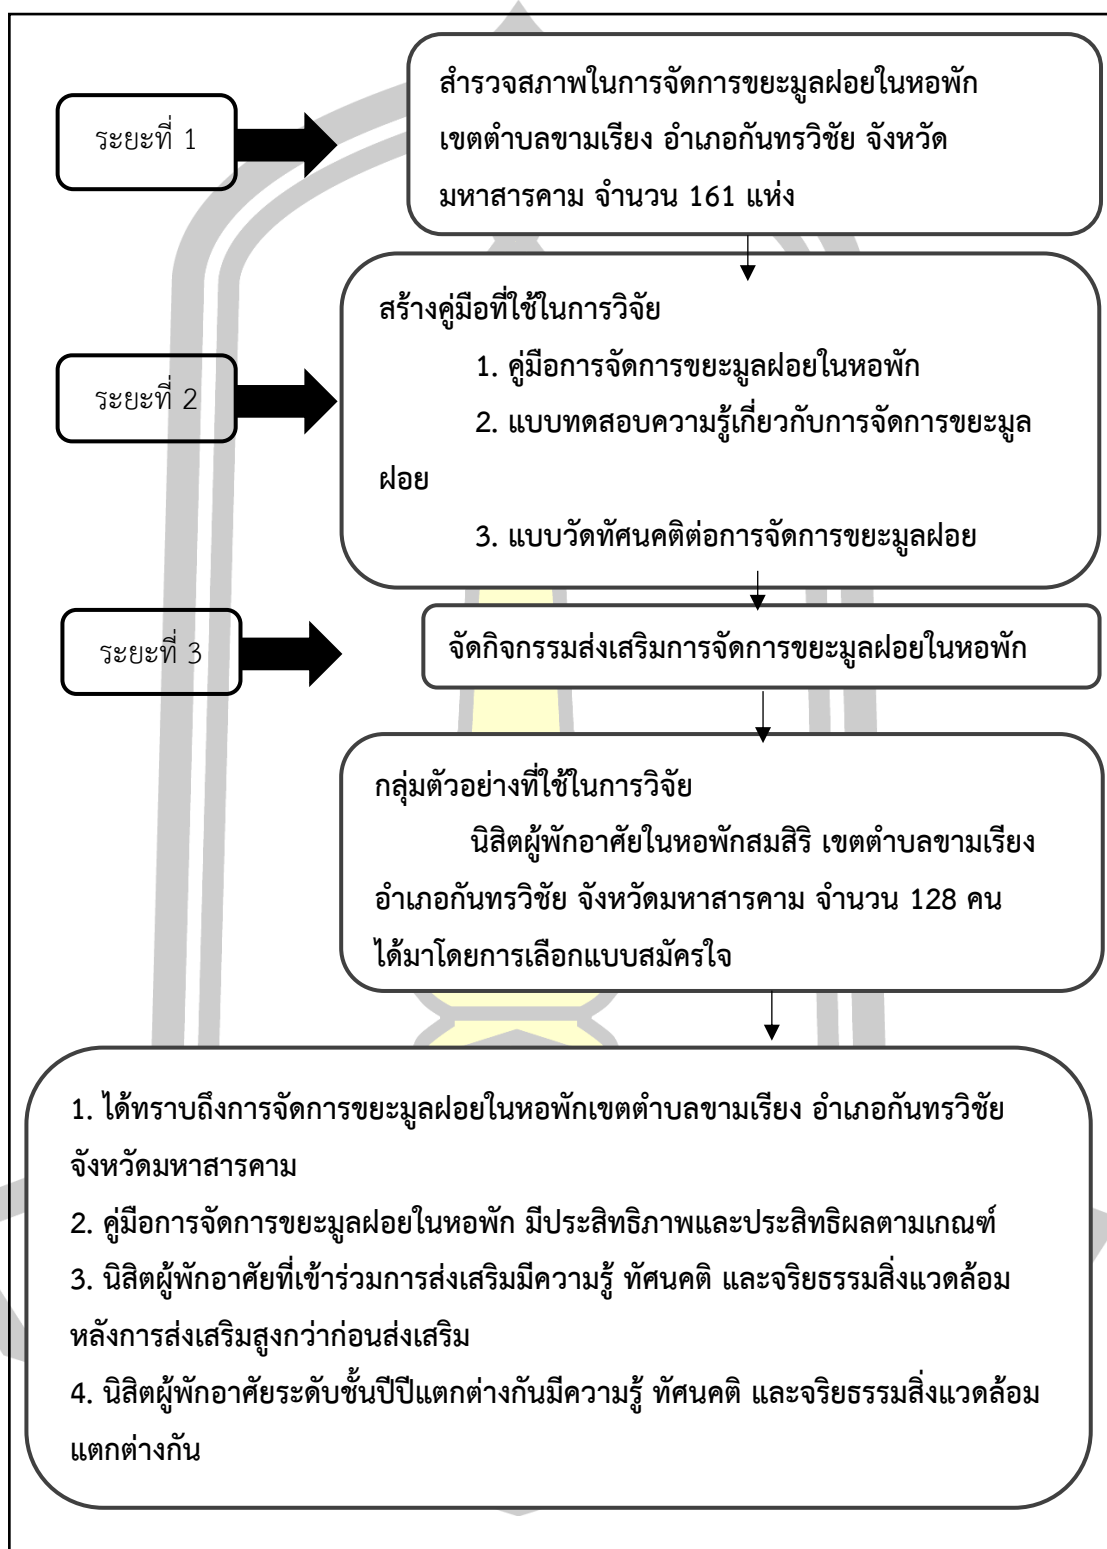 ระยะที่ 1
สำรวจสภาพในการจัดการขยะมูลฝอยในหอพัก
เขตตำบลขามเรียง อำเภอกันทรวิชัย จังหวัด
มหาสารคาม จำนวน 161 แห่ง
ระยะที่ 2
สร้างคู่มือที่ใช้ในการวิจัย
1. คู่มือการจัดการขยะมูลฝอยในหอพัก
2. แบบทดสอบความรู้เกี่ยวกับการจัดการขยะมูล
ฝอย
3. แบบวัดทัศนคติต่อการจัดการขยะมูลฝอย
ระยะที่ 3
จัดกิจกรรมส่งเสริมการจัดการขยะมูลฝอยในหอพัก
กลุ่มตัวอย่างที่ใช้ในการวิจัย
นิสิตผู้พักอาศัยในหอพักสมสิริ เขตตำบลขามเรียง
อำเภอกันทรวิชัย จังหวัดมหาสารคาม จำนวน 128 คน
ได้มาโดยการเลือกแบบสมัครใจ
1. ได้ทราบถึงการจัดการขยะมูลฝอยในหอพักเขตตำบลขามเรียง อำเภอกันทรวิชัย
จังหวัดมหาสารคาม
2. คู่มือการจัดการขยะมูลฝอยในหอพัก มีประสิทธิภาพและประสิทธิผลตามเกณฑ์
3. นิสิตผู้พักอาศัยที่เข้าร่วมการส่งเสริมมีความรู้ ทัศนคติ และจริยธรรมสิ่งแวดล้อม
หลังการส่งเสริมสูงกว่าก่อนส่งเสริม
4. นิสิตผู้พักอาศัยระดับชั้นปีปีแตกต่างกันมีความรู้ ทัศนคติ และจริยธรรมสิ่งแวดล้อม
แตกต่างกัน